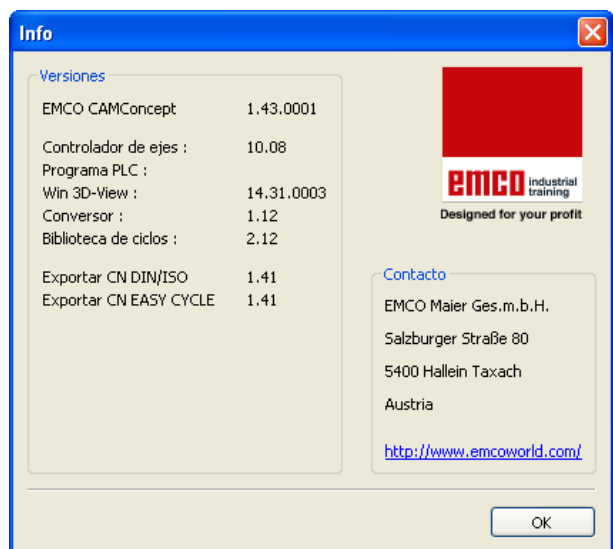 Info
Versiones
EMCO CAMConcept 1.43.0001
Controlador de ejes : 10.08
Programa PLC :
Win 3D-View : 14.31.0003
Conversor : 1.12
Biblioteca de ciclos : 2.12
Exportar CN DIN/ISO 1.41
Exportar CN EASY CYCLE 1.41
emco industrial training
Designed for your profit
Contacto
EMCO Maier Ges.m.b.H.
Salzburger Straße 80
5400 Hallein Taxach
Austria
http://www.emcoworld.com/
OK